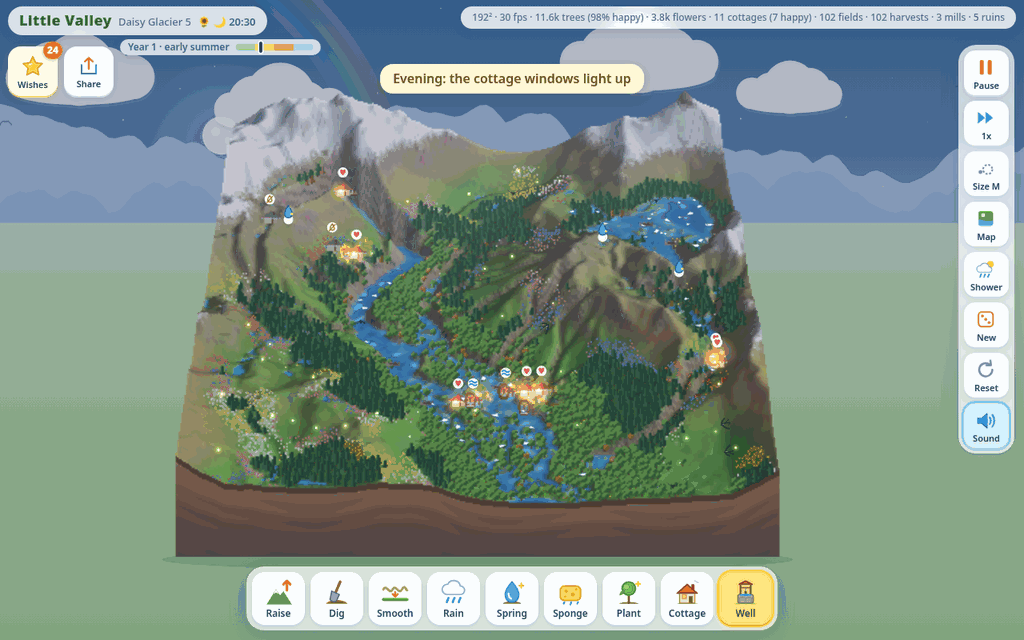 Little Valley Daisy Glacier 5 20:30
192² · 30 fps · 11.6k trees (98% happy) · 3.8k flowers · 11 cottages (7 happy) · 102 fields · 102 harvests · 3 mills · 5 ruins
Year 1 · early summer
24
Wishes
Share
Evening: the cottage windows light up
Pause
1x
Size M
Map
Shower
New
Reset
Sound
Raise
Dig
Smooth
Rain
Spring
Sponge
Plant
Cottage
Well